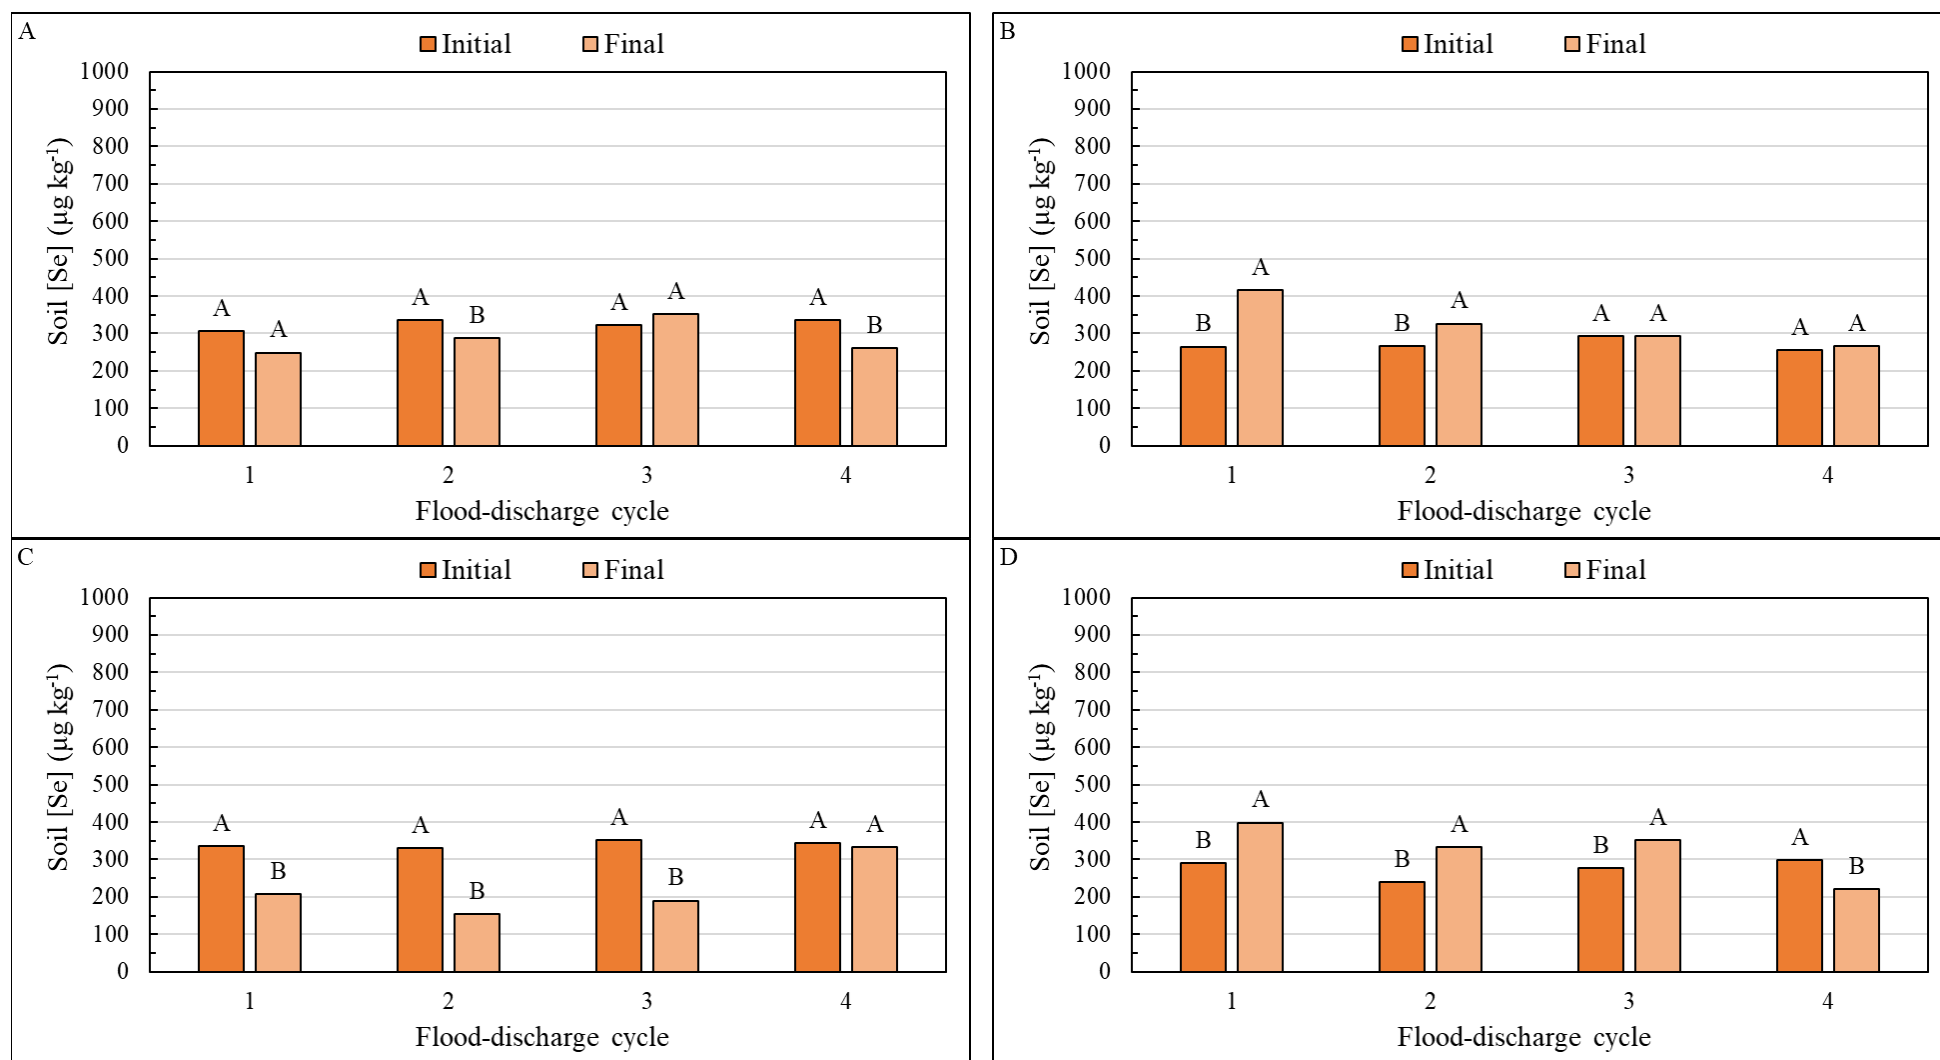 A
Initial Final
1000
900
800
700
600
500
400
300
200
100
0
Soil [Se] (µg kg⁻¹)
A A A B A A A B
1 2 3 4
Flood-discharge cycle
B
Initial Final
1000
900
800
700
600
500
400
300
200
100
0
Soil [Se] (µg kg⁻¹)
B A B A A A A A
1 2 3 4
Flood-discharge cycle
C
Initial Final
1000
900
800
700
600
500
400
300
200
100
0
Soil [Se] (µg kg⁻¹)
A B A B A B A A
1 2 3 4
Flood-discharge cycle
D
Initial Final
1000
900
800
700
600
500
400
300
200
100
0
Soil [Se] (µg kg⁻¹)
B A B A B A A B
1 2 3 4
Flood-discharge cycle